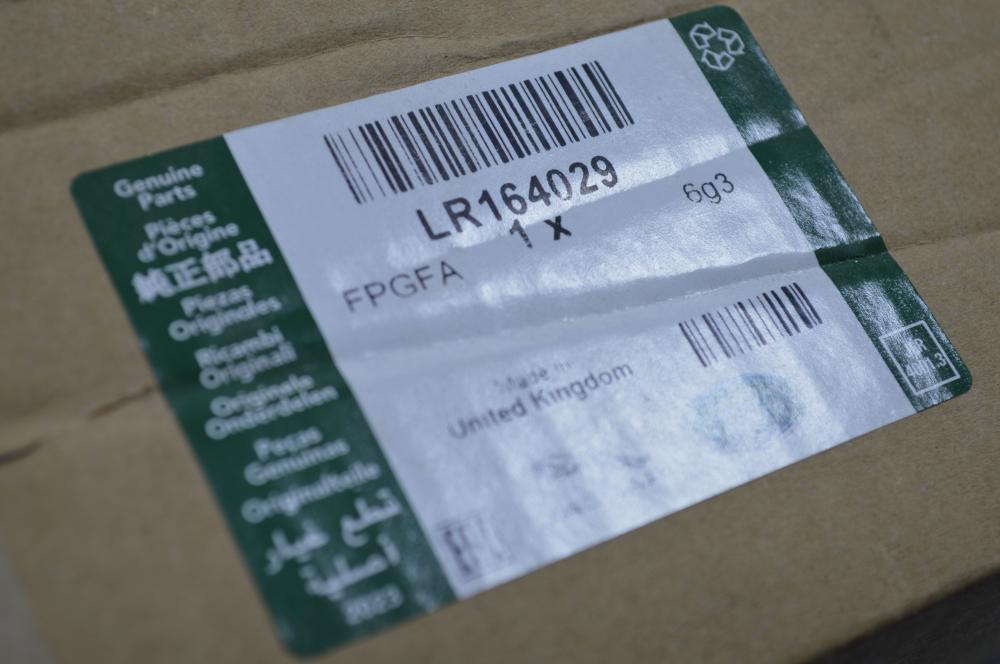 Genuine
Parts
Pièces
d'Origine
純正部品
Piezas
Originales
Ricambi
Originali
Originele
Onderdelen
Peças
Genuinas
Originalteile
قطع غيار
أصلية
2023
LR164029
1 x
6g3
FPGFA
Made in
United Kingdom